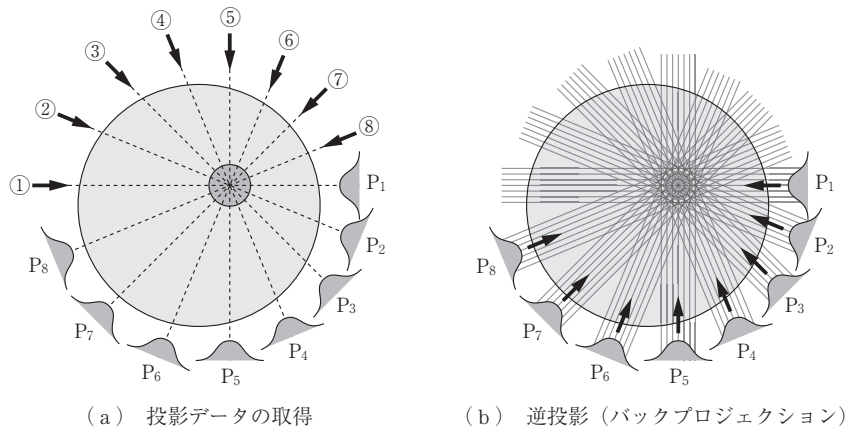 ①
②
③
④
⑤
⑥
⑦
⑧
P1
P2
P3
P4
P5
P6
P7
P8
(a) 投影データの取得
P1
P2
P3
P4
P5
P6
P7
P8
(b) 逆投影（バックプロジェクション）